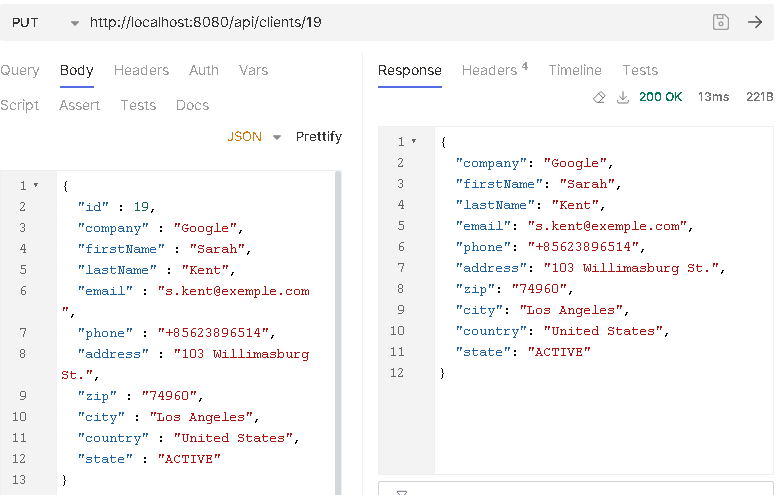 PUT http://localhost:8080/api/clients/19
Query Body Headers Auth Vars
Script Assert Tests Docs
JSON Prettify
1 {
2 "id" : 19,
3 "company" : "Google",
4 "firstName" : "Sarah",
5 "lastName" : "Kent",
6 "email" : "s.kent@exemple.com
",
7 "phone" : "+85623896514",
8 "address" : "103 Willimasburg
St.",
9 "zip" : "74960",
10 "city" : "Los Angeles",
11 "country" : "United States",
12 "state" : "ACTIVE"
13 }
Response Headers 4 Timeline Tests
200 OK 13ms 221B
1 {
2 "company": "Google",
3 "firstName": "Sarah",
4 "lastName": "Kent",
5 "email": "s.kent@exemple.com",
6 "phone": "+85623896514",
7 "address": "103 Willimasburg St.",
8 "zip": "74960",
9 "city": "Los Angeles",
10 "country": "United States",
11 "state": "ACTIVE"
12 }